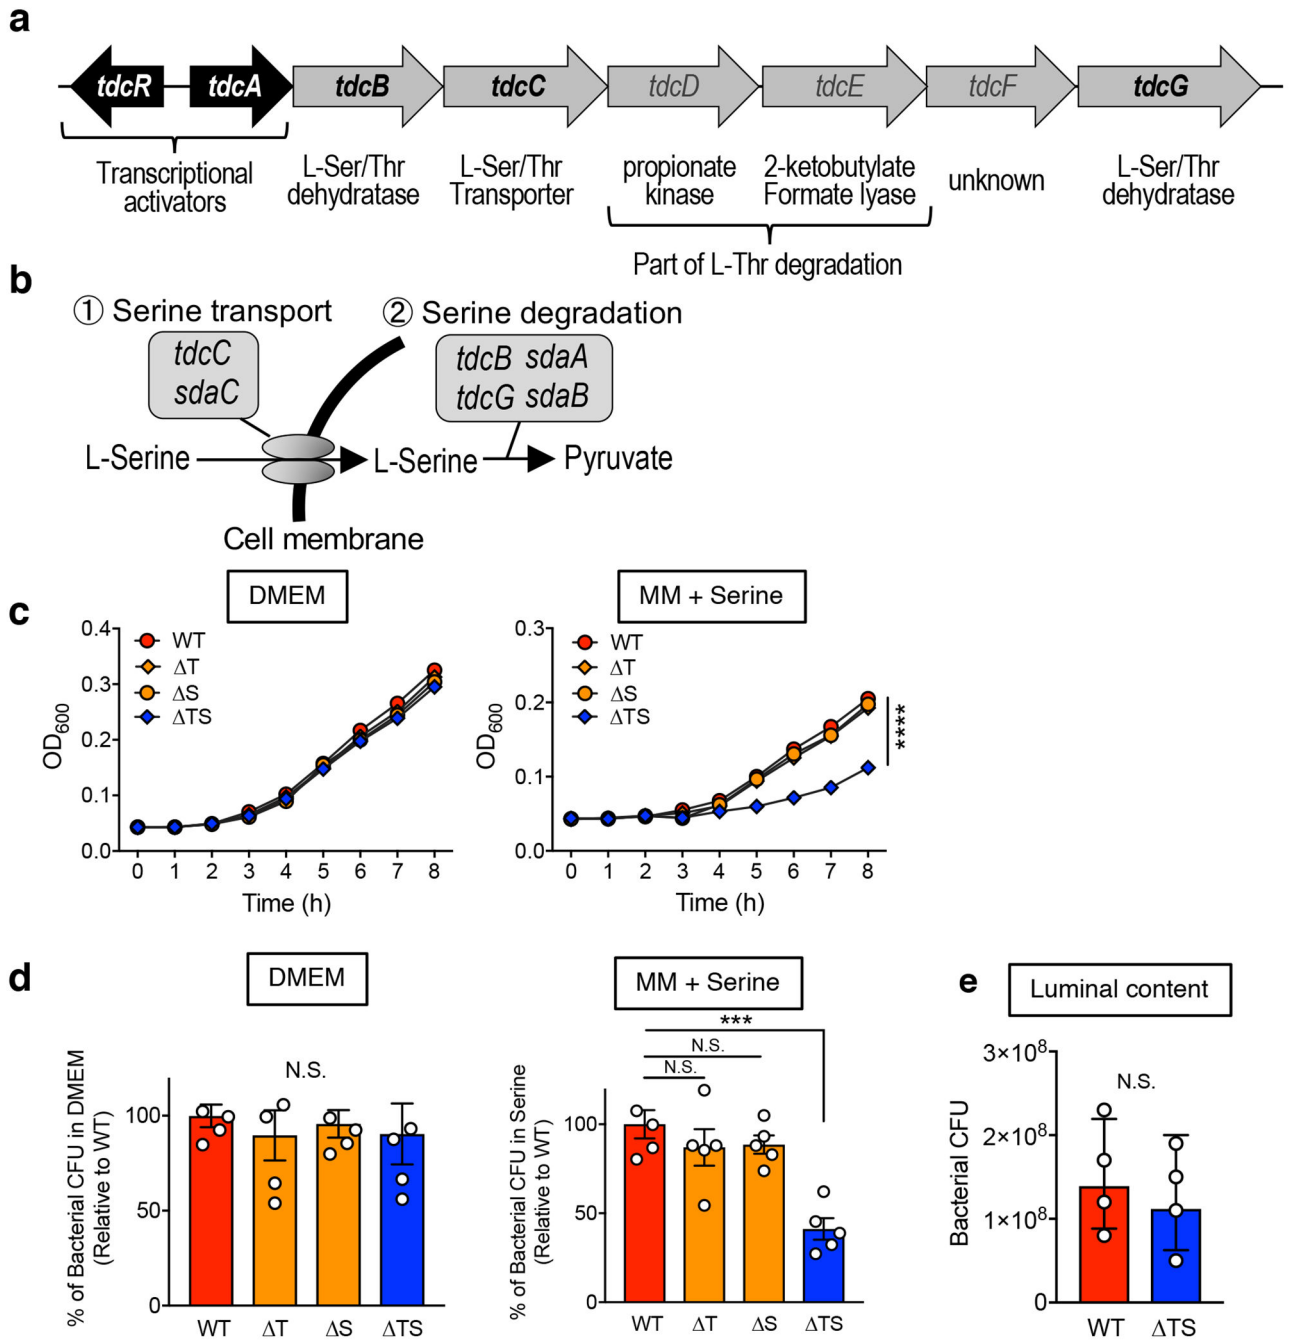 a
tdcR tdcA tdcB tdcC tdcD tdcE tdcF tdcG
Transcriptional
activators
L-Ser/Thr
dehydratase
L-Ser/Thr
Transporter
propionate
kinase
2-ketobutylate
Formate lyase
unknown
L-Ser/Thr
dehydratase
Part of L-Thr degradation
b
① Serine transport
tdcC
sdaC
② Serine degradation
tdcB sdaA
tdcG sdaB
L-Serine
L-Serine
Pyruvate
Cell membrane
c
DMEM
0.4
0.3
0.2
0.1
0.0
OD600
WT
ΔT
ΔS
ΔTS
0 1 2 3 4 5 6 7 8
Time (h)
MM + Serine
0.3
0.2
0.1
0.0
OD600
WT
ΔT
ΔS
ΔTS
****
0 1 2 3 4 5 6 7 8
Time (h)
d
DMEM
% of Bacterial CFU in DMEM
(Relative to WT)
100
50
0
N.S.
WT ΔT ΔS ΔTS
MM + Serine
% of Bacterial CFU in Serine
(Relative to WT)
100
50
0
***
N.S.
N.S.
WT ΔT ΔS ΔTS
e
Luminal content
Bacterial CFU
3×10⁸
2×10⁸
1×10⁸
0
N.S.
WT ΔTS